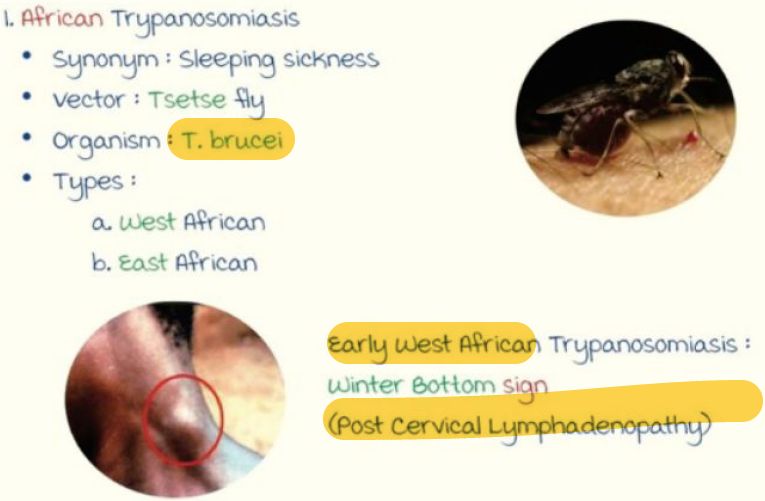 1. African Trypanosomiasis
• Synonym : Sleeping sickness
• Vector : Tsetse fly
• Organism : T. brucei
• Types :
a. West African
b. East African
Early West African Trypanosomiasis :
Winter Bottom sign
(Post Cervical Lymphadenopathy)